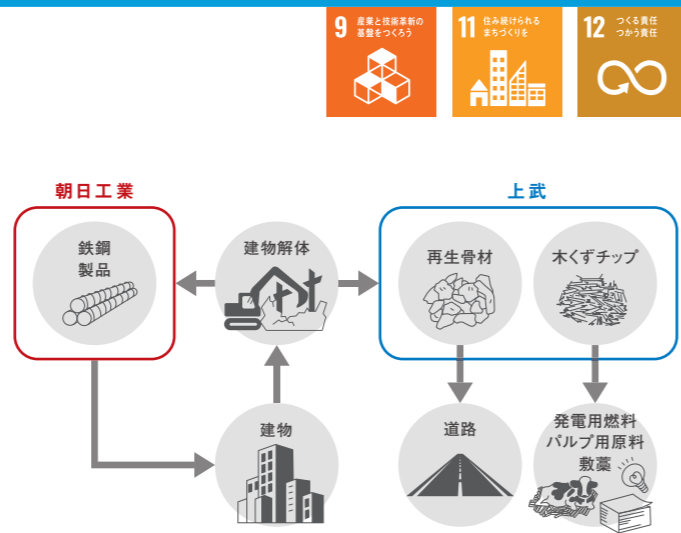 9 産業と技術革新の
基盤をつくろう
11 住み続けられる
まちづくりを
12 つくる責任
つかう責任
朝日工業
上武
鉄鋼
製品
建物解体
再生骨材
木くずチップ
建物
道路
発電用燃料
パルプ用原料
敷藁